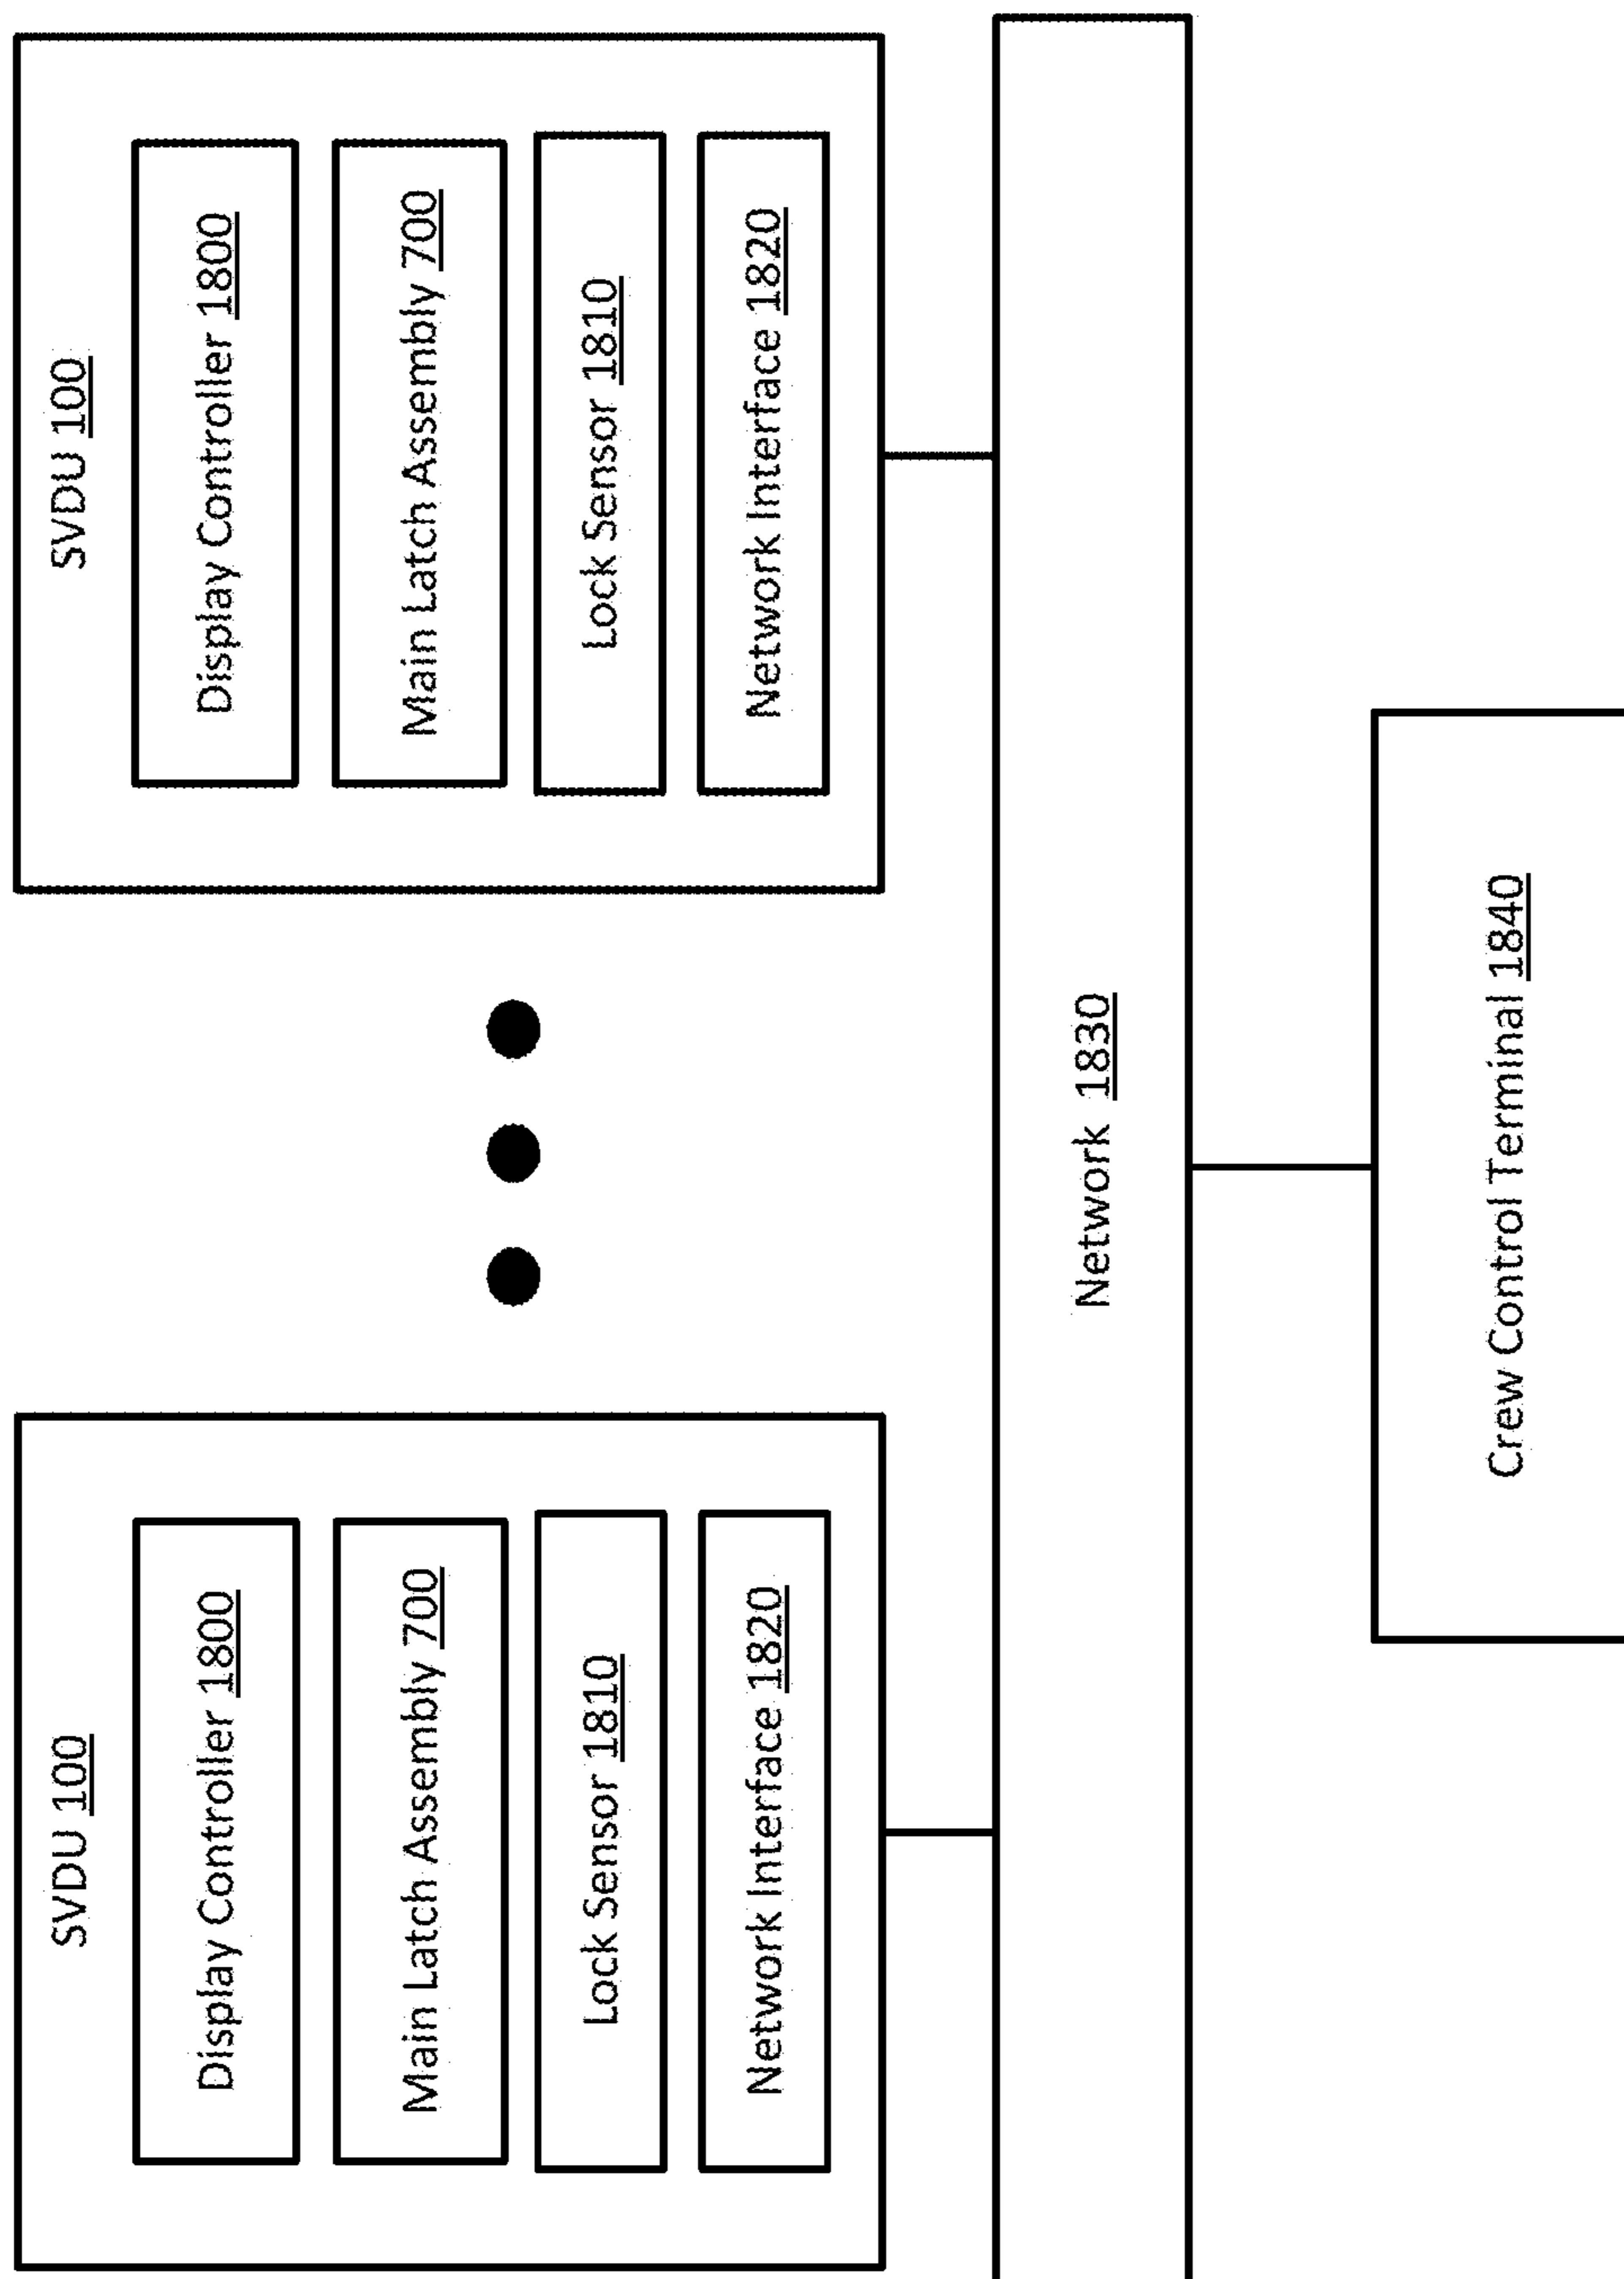 SVDU 100
Display Controller 1800
Main Latch Assembly 700
Lock Sensor 1810
Network Interface 1820
SVDU 100
Display Controller 1800
Main Latch Assembly 700
Lock Sensor 1810
Network Interface 1820
Network 1830
Crew Control Terminal 1840